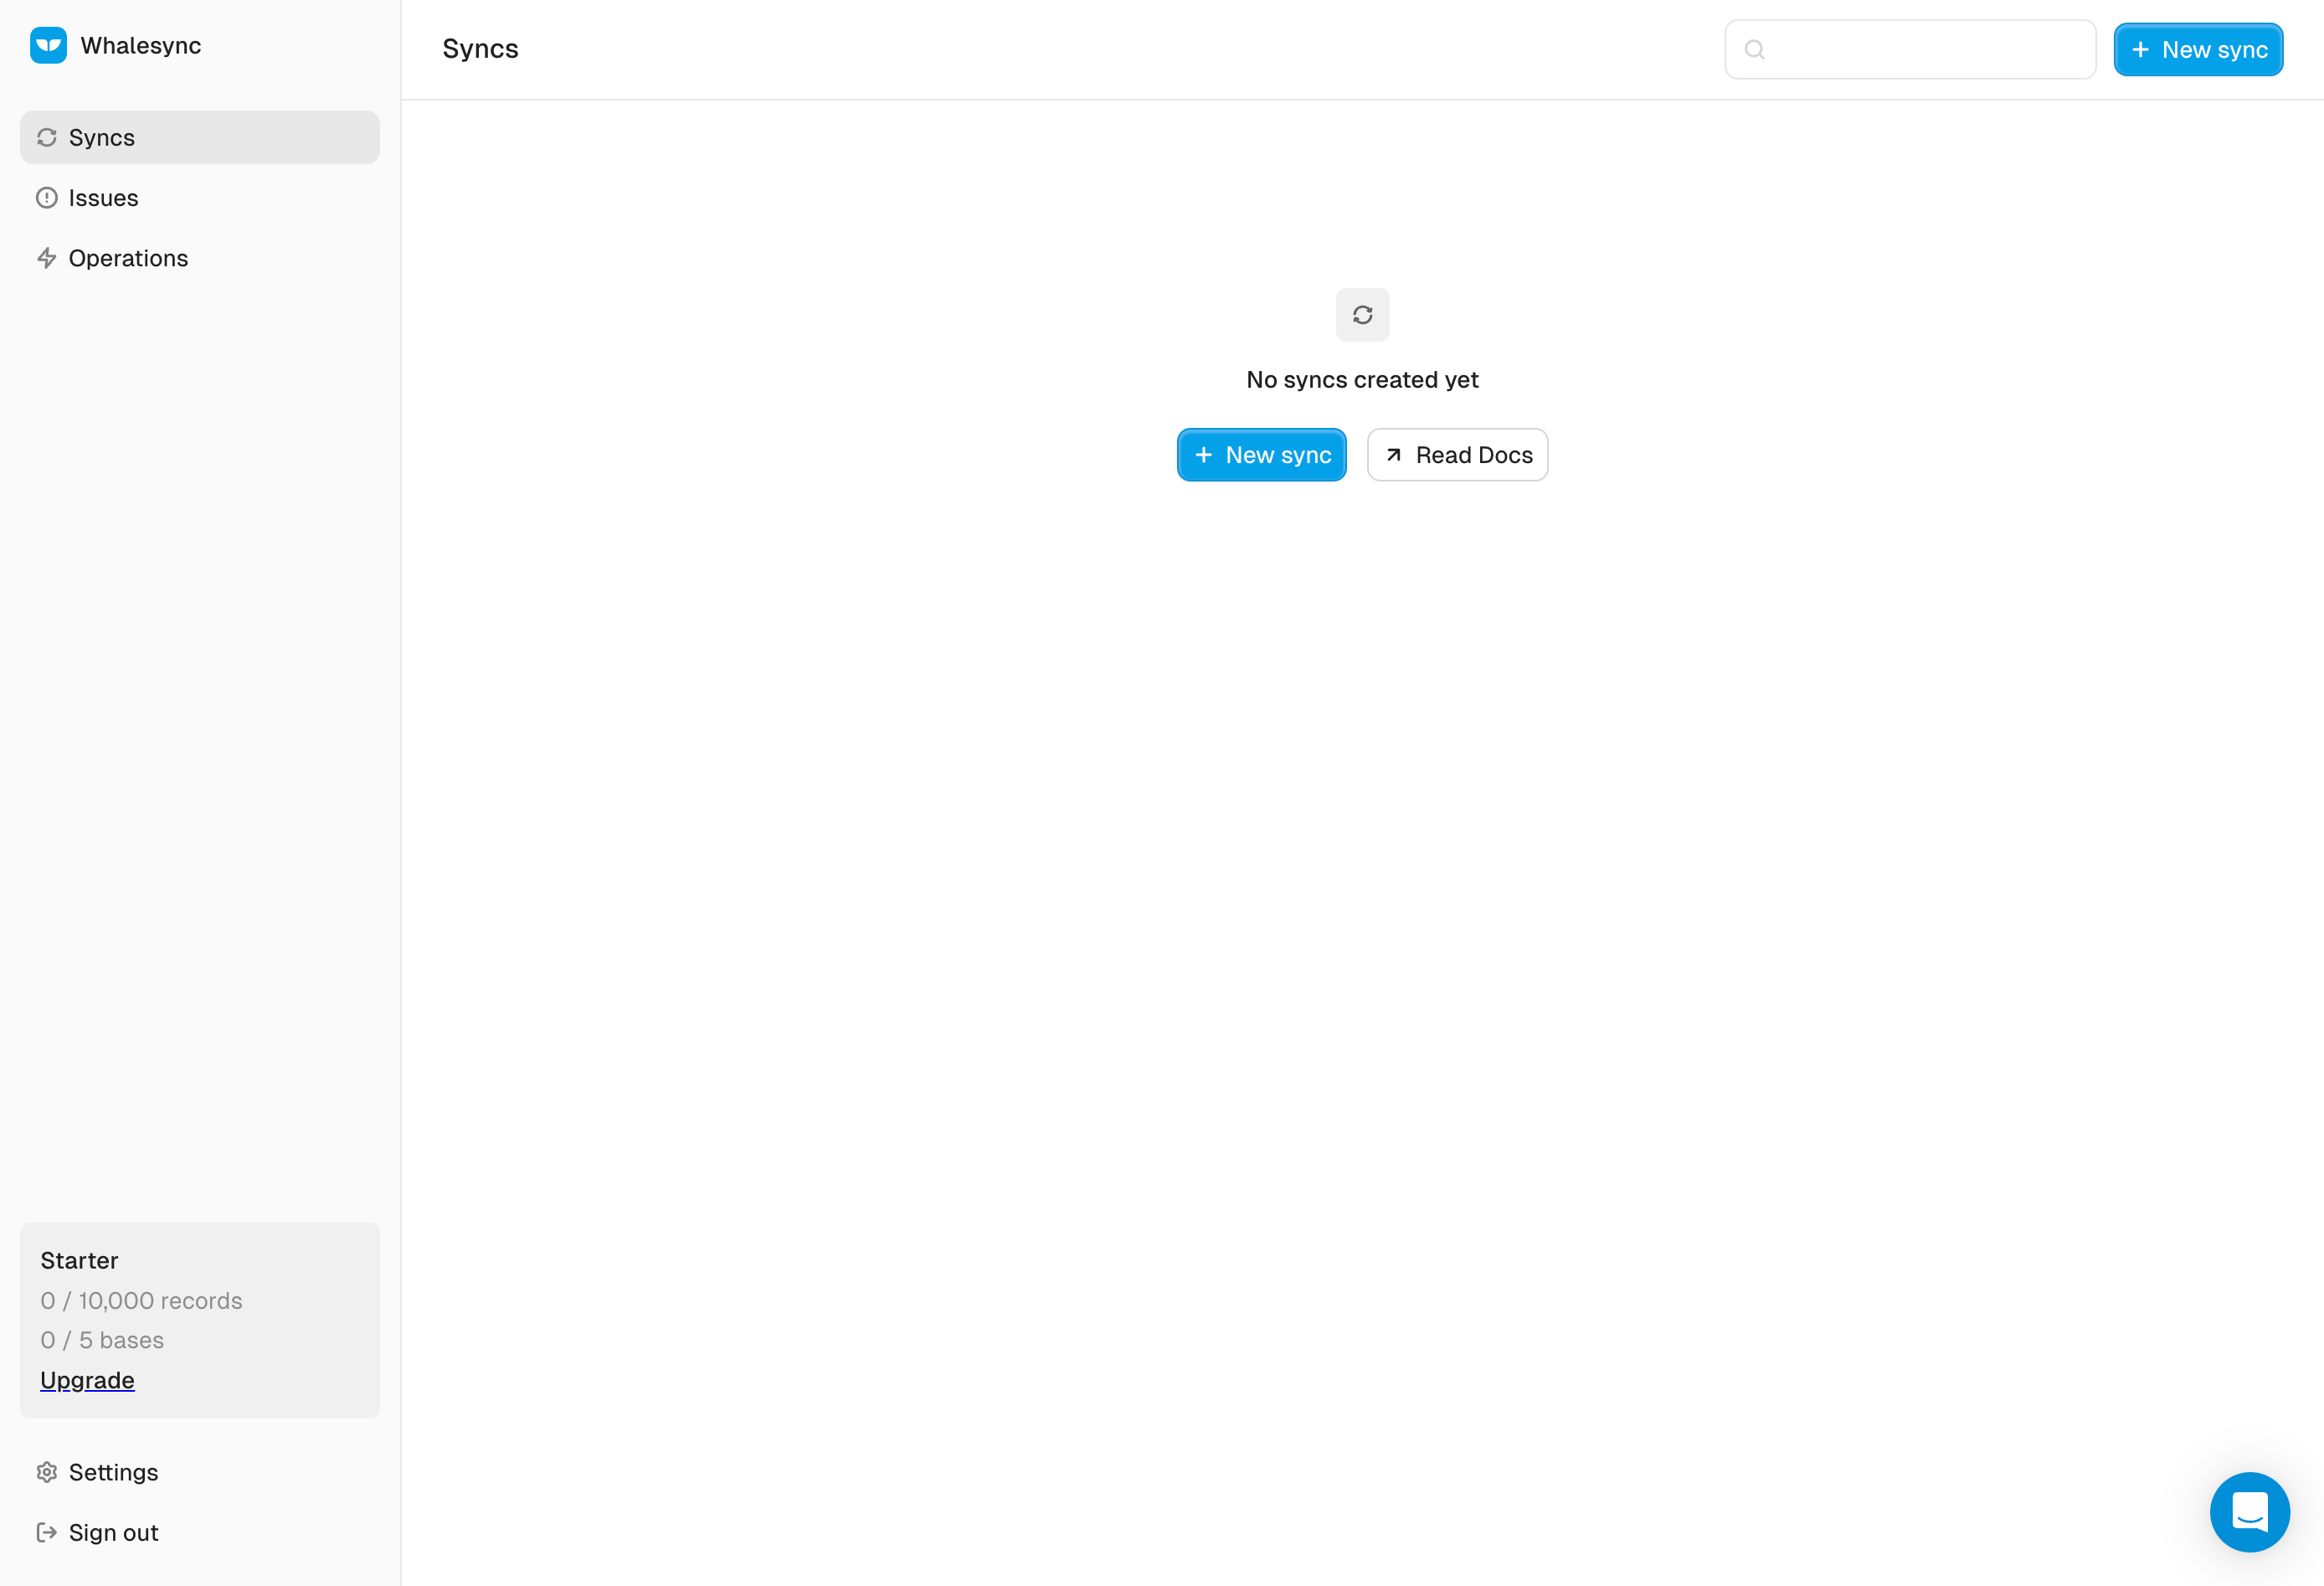 Whalesync
Syncs
Issues
Operations
Starter
0 / 10,000 records
0 / 5 bases
Upgrade
Settings
Sign out
Syncs
New sync
No syncs created yet
New sync
Read Docs